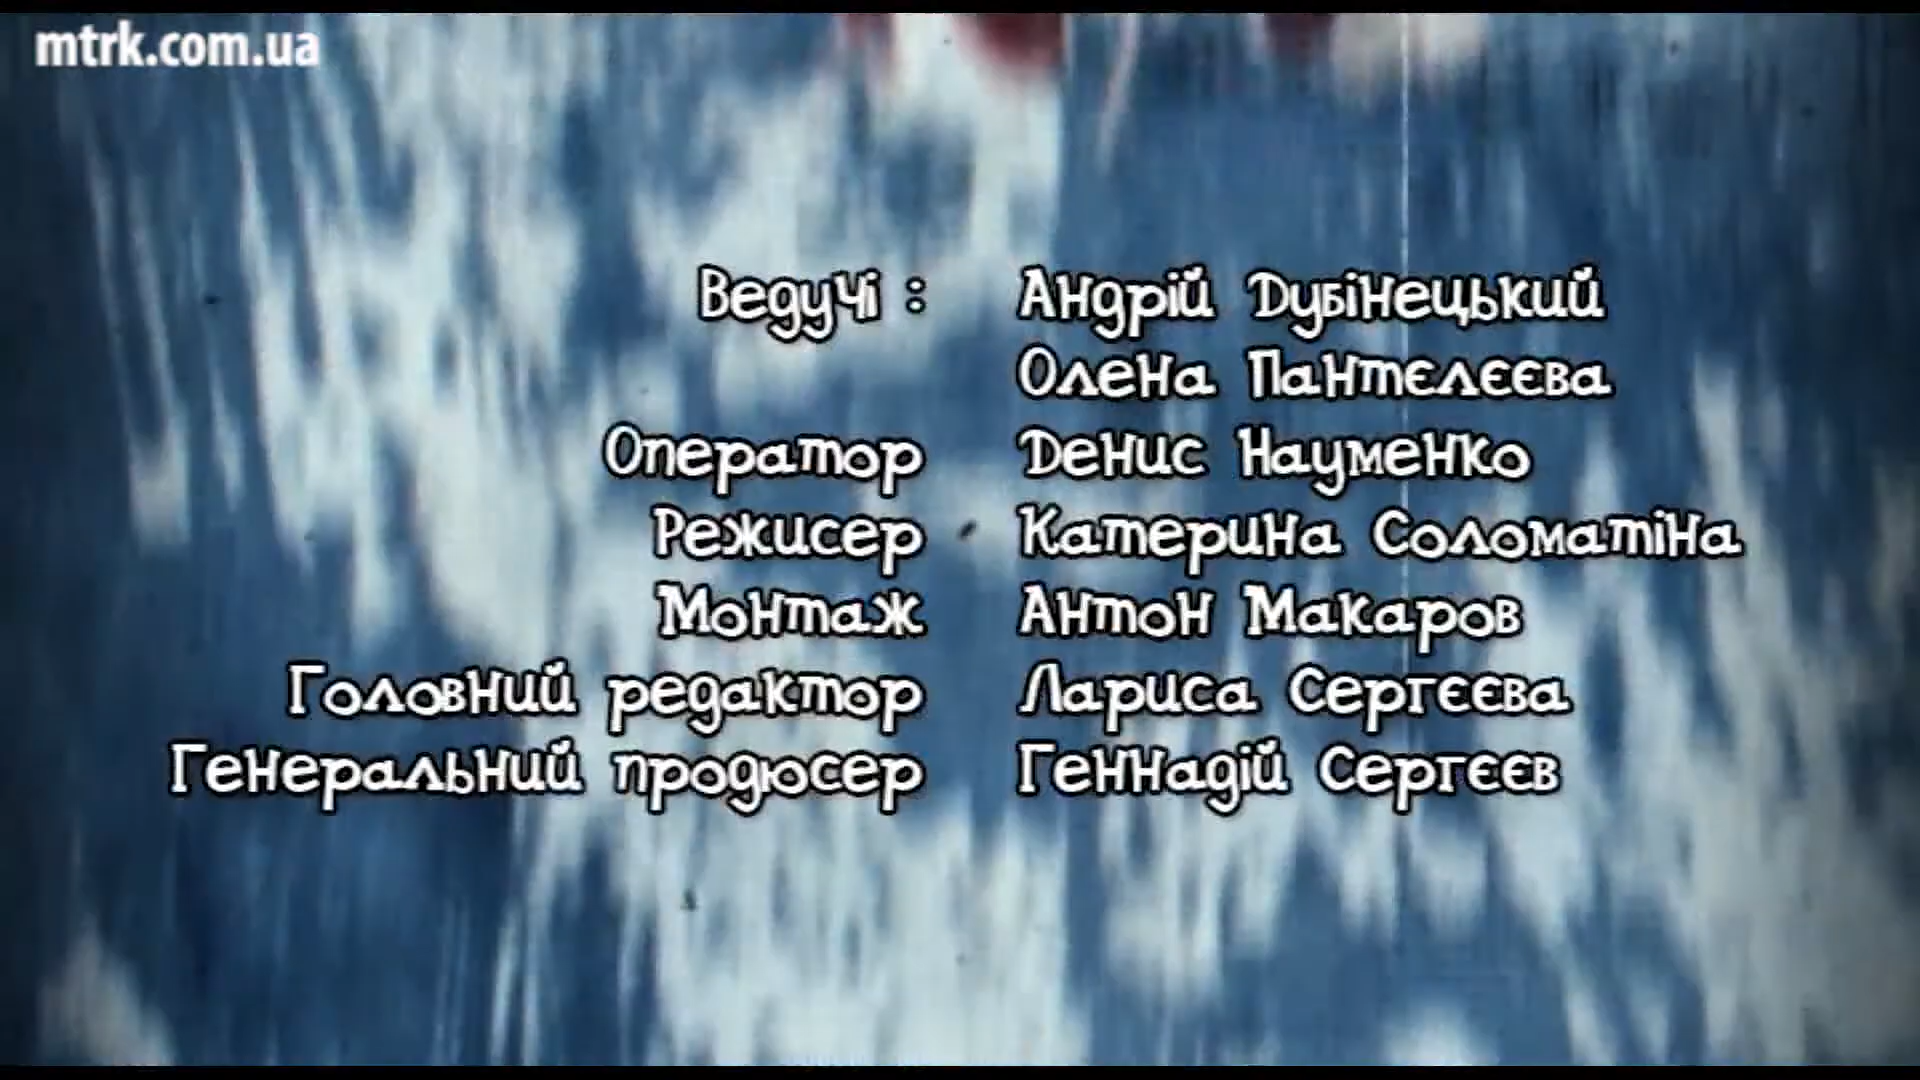 mtrk.com.ua
Ведучі : Андрій Дубінецький
Олена Пантєлєєва
Оператор Денис Науменко
Режисер Катерина Соломатіна
Монтаж Антон Макаров
Головний редактор Лариса Сергєєва
Генеральний продюсер Геннадій Сергєєв